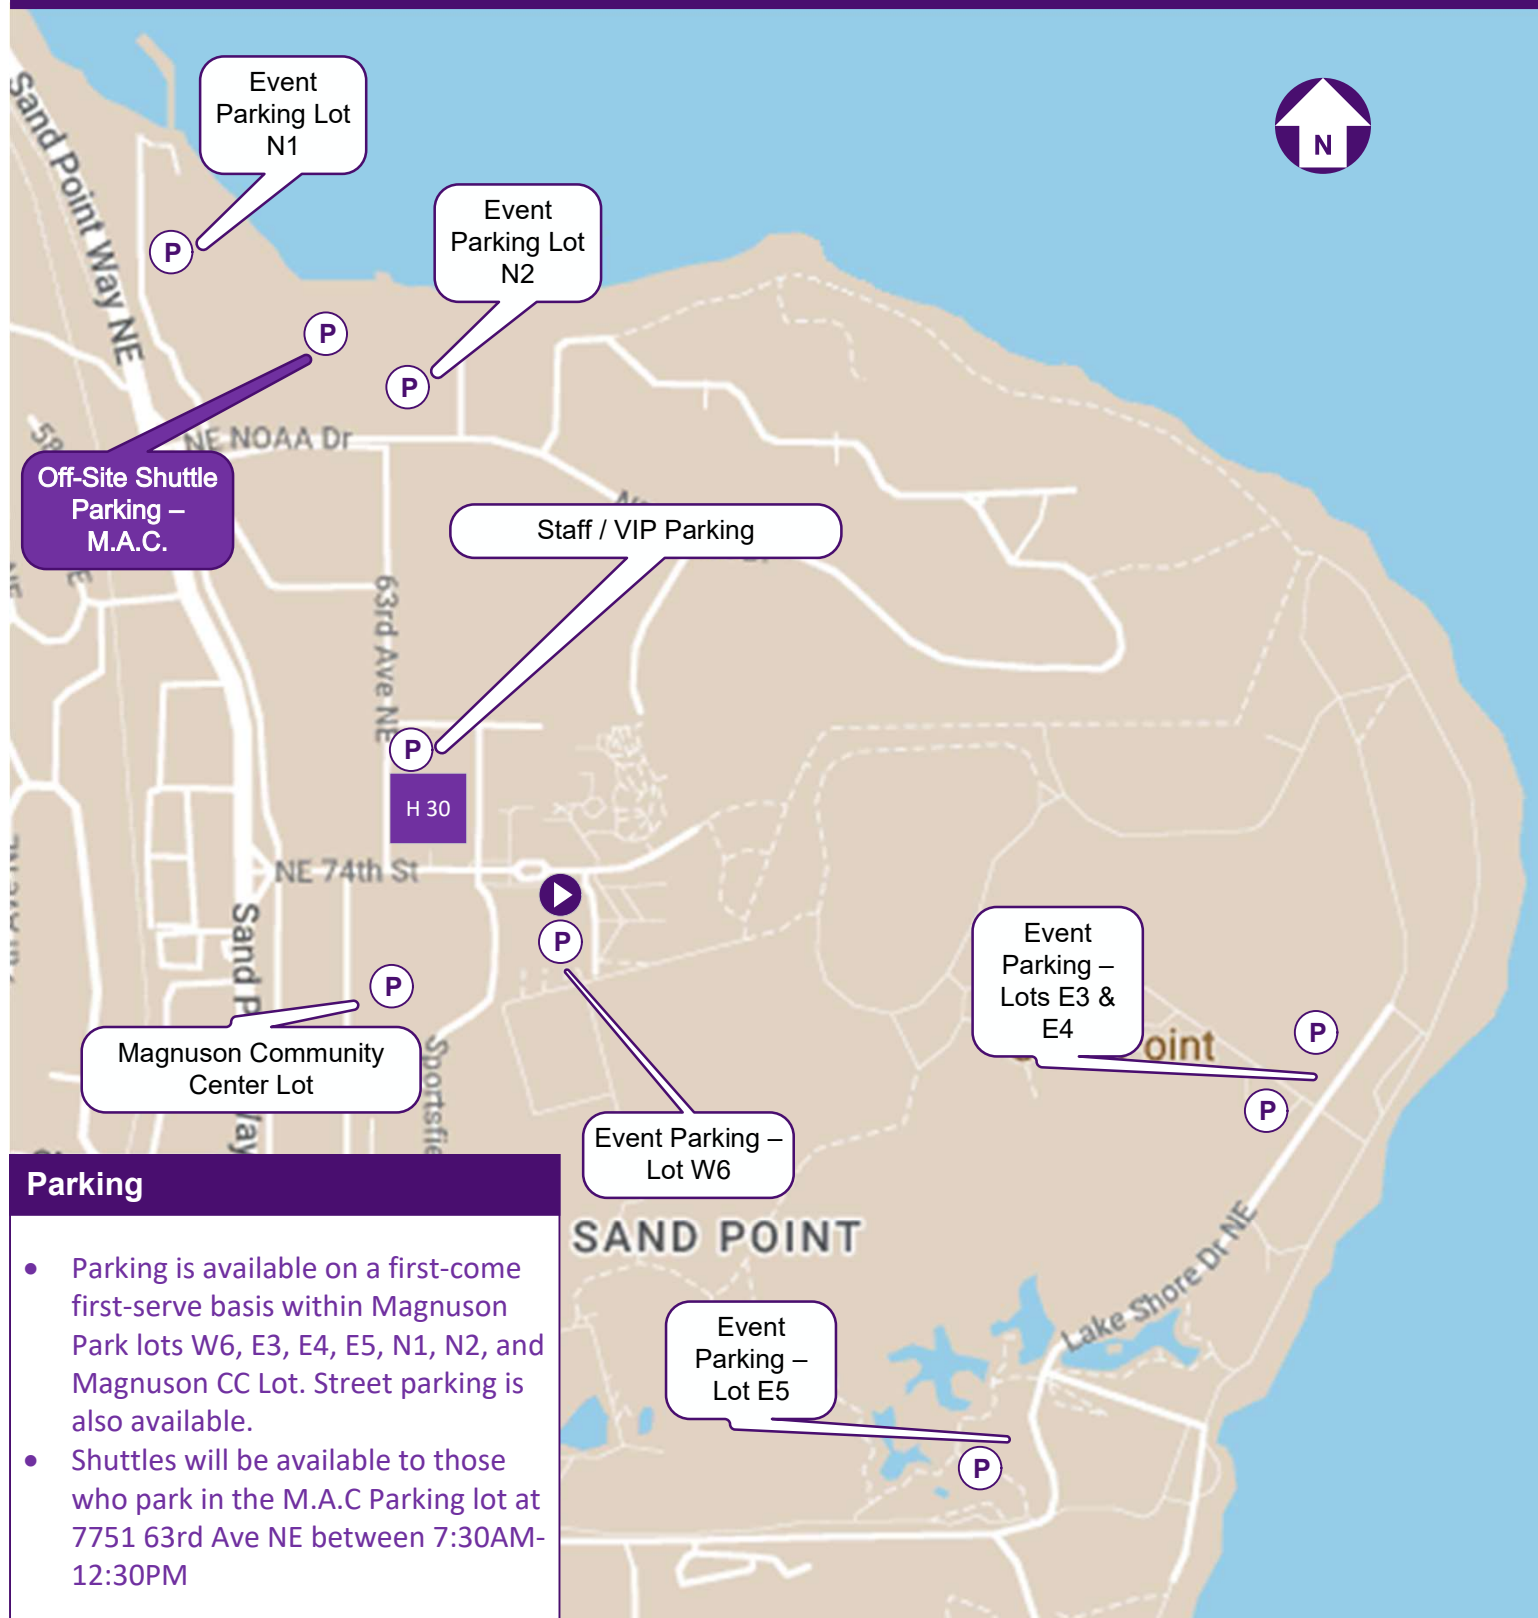 Event
Parking Lot
N1
N
Sand Point Way NE
Event
Parking Lot
N2
P
P
P
NE NOAA Dr
58
Off-Site Shuttle
Parking –
M.A.C.
Staff / VIP Parking
NE
63rd Ave NE
P
H 30
NE 74th St
P
P
Event
Parking –
Lots E3 &
E4
Sand P
Way
oint
P
P
Magnuson Community
Center Lot
Sportsfie
Event Parking –
Lot W6
SAND POINT
Lake Shore Dr NE
Event
Parking –
Lot E5
P
Parking
• Parking is available on a first-come
first-serve basis within Magnuson
Park lots W6, E3, E4, E5, N1, N2, and
Magnuson CC Lot. Street parking is
also available.
• Shuttles will be available to those
who park in the M.A.C Parking lot at
7751 63rd Ave NE between 7:30AM-
12:30PM